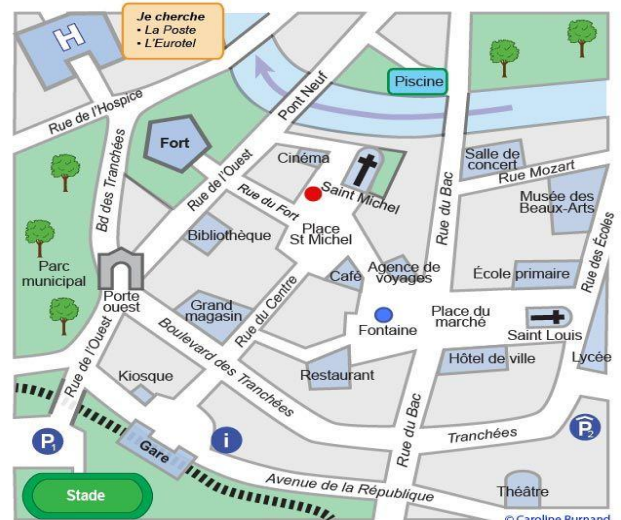 H
Je cherche
• La Poste
• L'Eurotel
Rue de l'Hospice
Bd des Tranchées
Fort
Pont Neuf
Rue de l'Ouest
Piscine
Cinéma
Saint Michel
Rue du Fort
Place
St Michel
Rue du Bac
Salle de
concert
Rue Mozart
Musée des
Beaux-Arts
Rue des Écoles
Bibliothèque
Parc
municipal
Porte
ouest
Grand
magasin
Rue du Centre
Café
Agence de
voyages
École primaire
Fontaine
Place du
marché
Saint Louis
Rue de l'Ouest
Kiosque
Boulevard des Tranchées
Restaurant
Hôtel de ville
Lycée
P1
Gare
i
Rue du Bac
Tranchées
P2
Stade
Avenue de la République
Théâtre
© Caroline Burnand